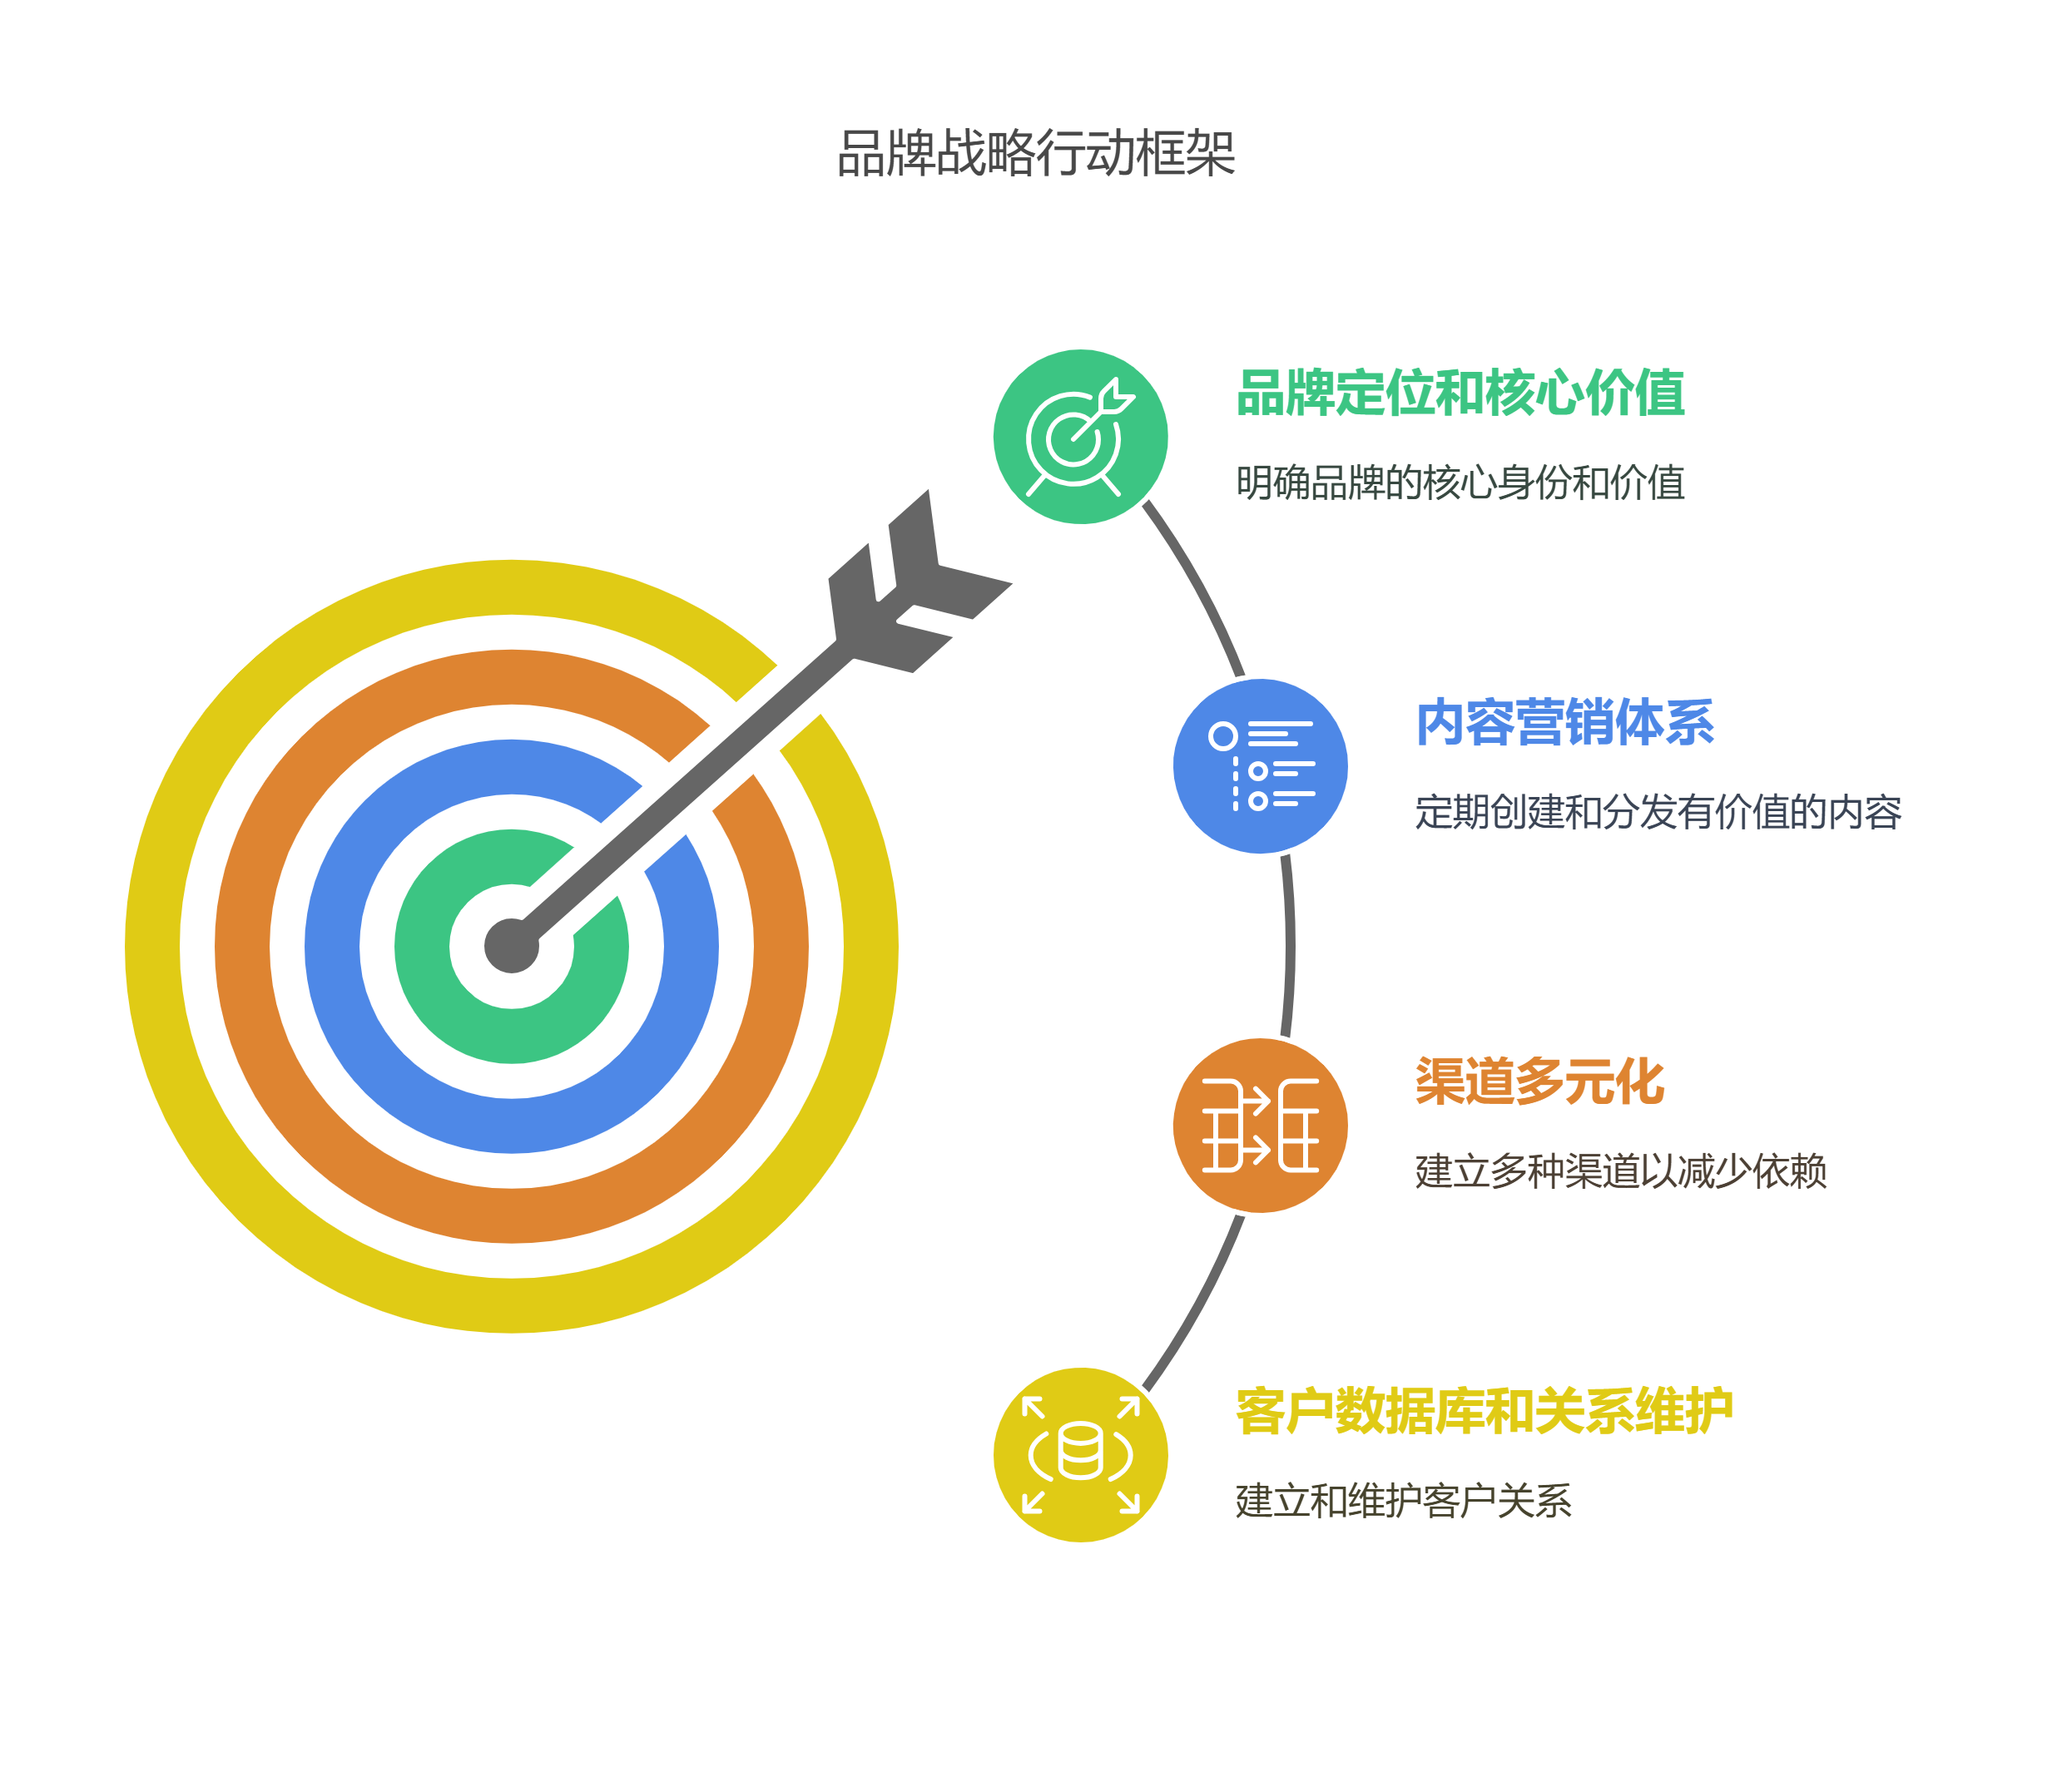 品牌战略行动框架
品牌定位和核心价值
明确品牌的核心身份和价值
内容营销体系
定期创建和分发有价值的内容
渠道多元化
建立多种渠道以减少依赖
客户数据库和关系维护
建立和维护客户关系